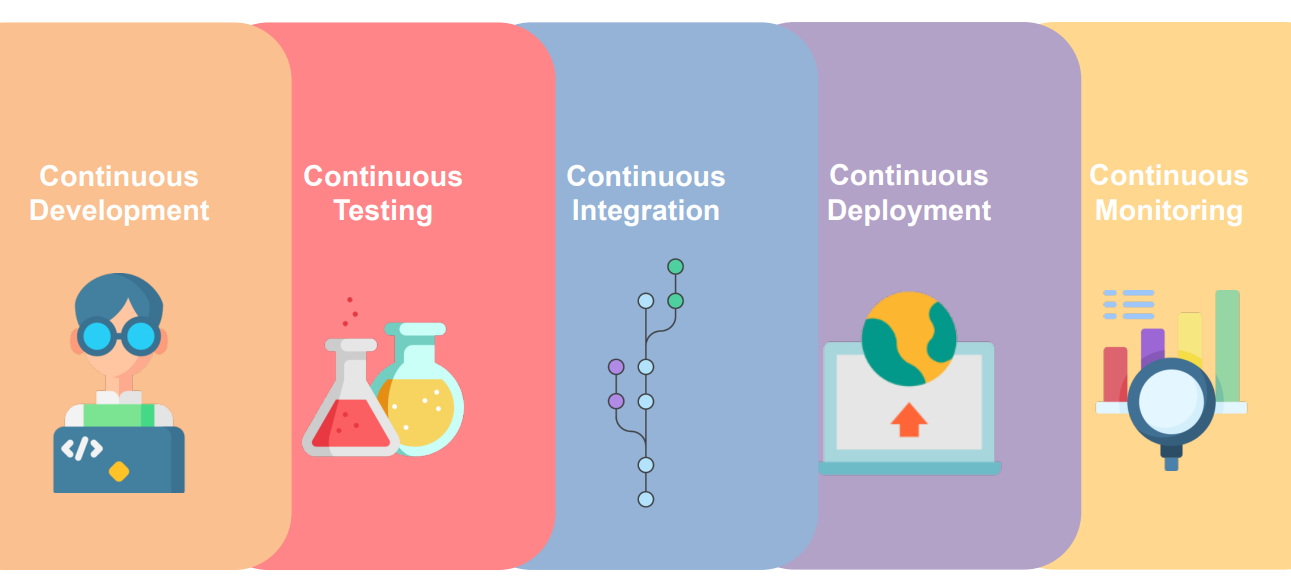 Continuous
Development
Continuous
Testing
Continuous
Integration
Continuous
Deployment
Continuous
Monitoring
</>